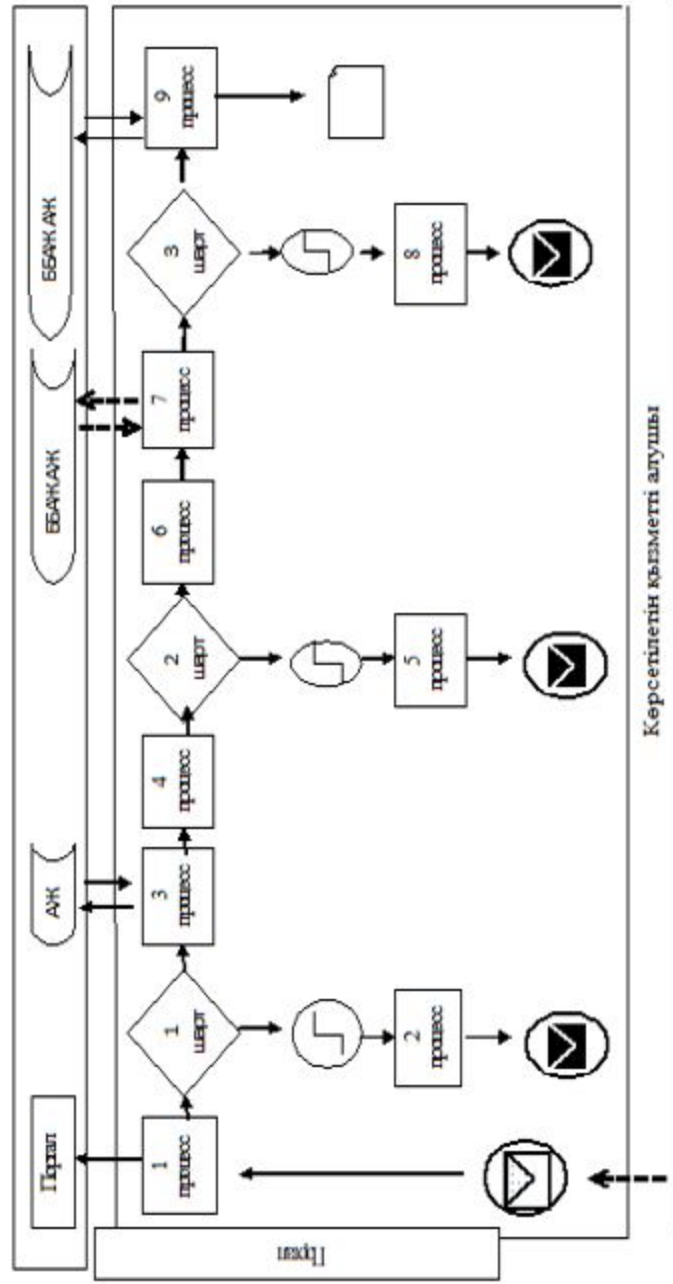 Портал
АЖ
ББАЖ АЖ
ББАЖ АЖ
Портал
1
процесс
1
шарт
3
процесс
4
процесс
2
шарт
6
процесс
7
процесс
3
шарт
9
процесс
2
процесс
5
процесс
8
процесс
Көрсетілетін қызметті алушы